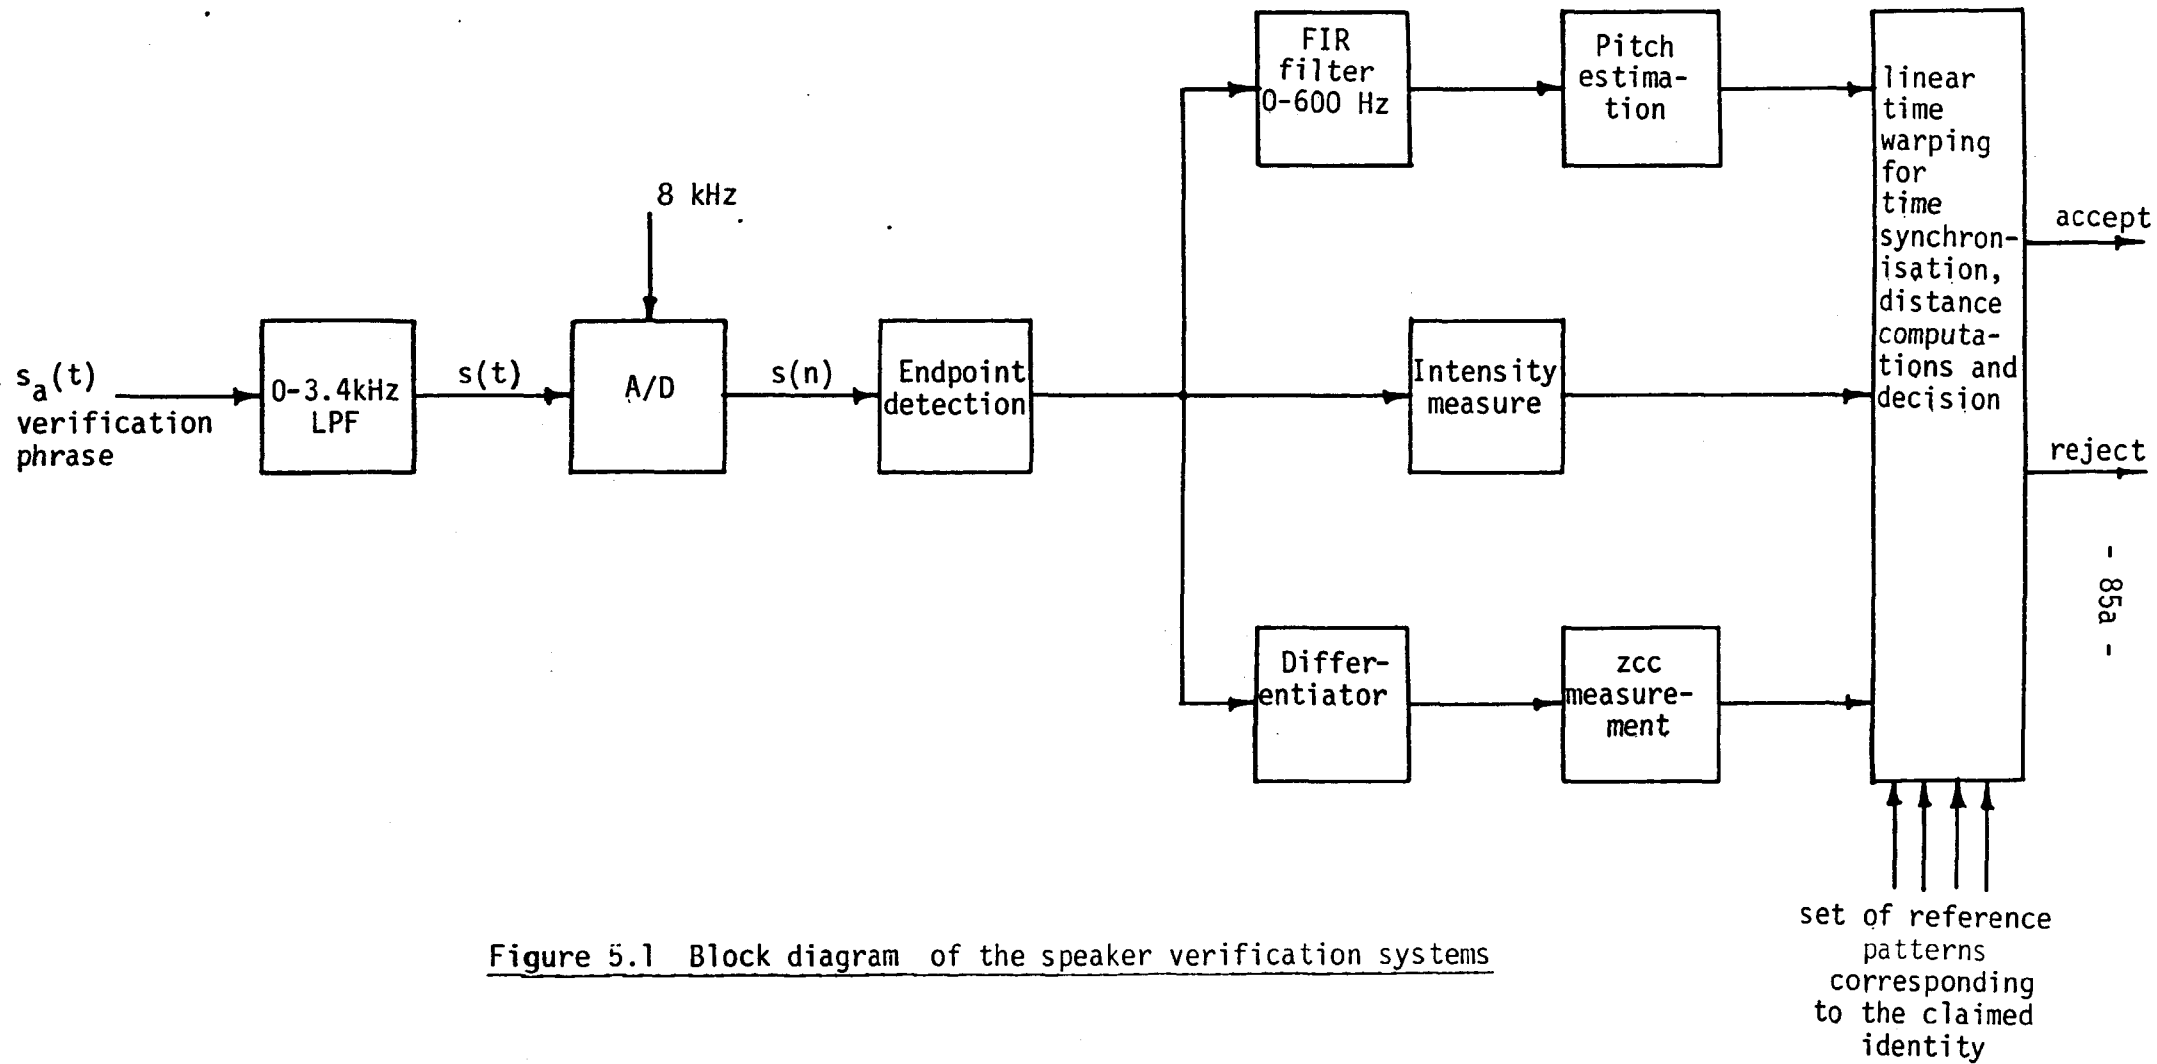 s_a(t)
verification
phrase
0-3.4kHz
LPF
s(t)
8 kHz
A/D
s(n)
Endpoint
detection
FIR
filter
0-600 Hz
Pitch
estima-
tion
Intensity
measure
Differ-
entiator
zcc
measure-
ment
linear
time
warping
for
time
synchron-
isation,
distance
computa-
tions and
decision
accept
reject
- 85a -
set of reference
patterns
corresponding
to the claimed
identity
Figure 5.1 Block diagram of the speaker verification systems